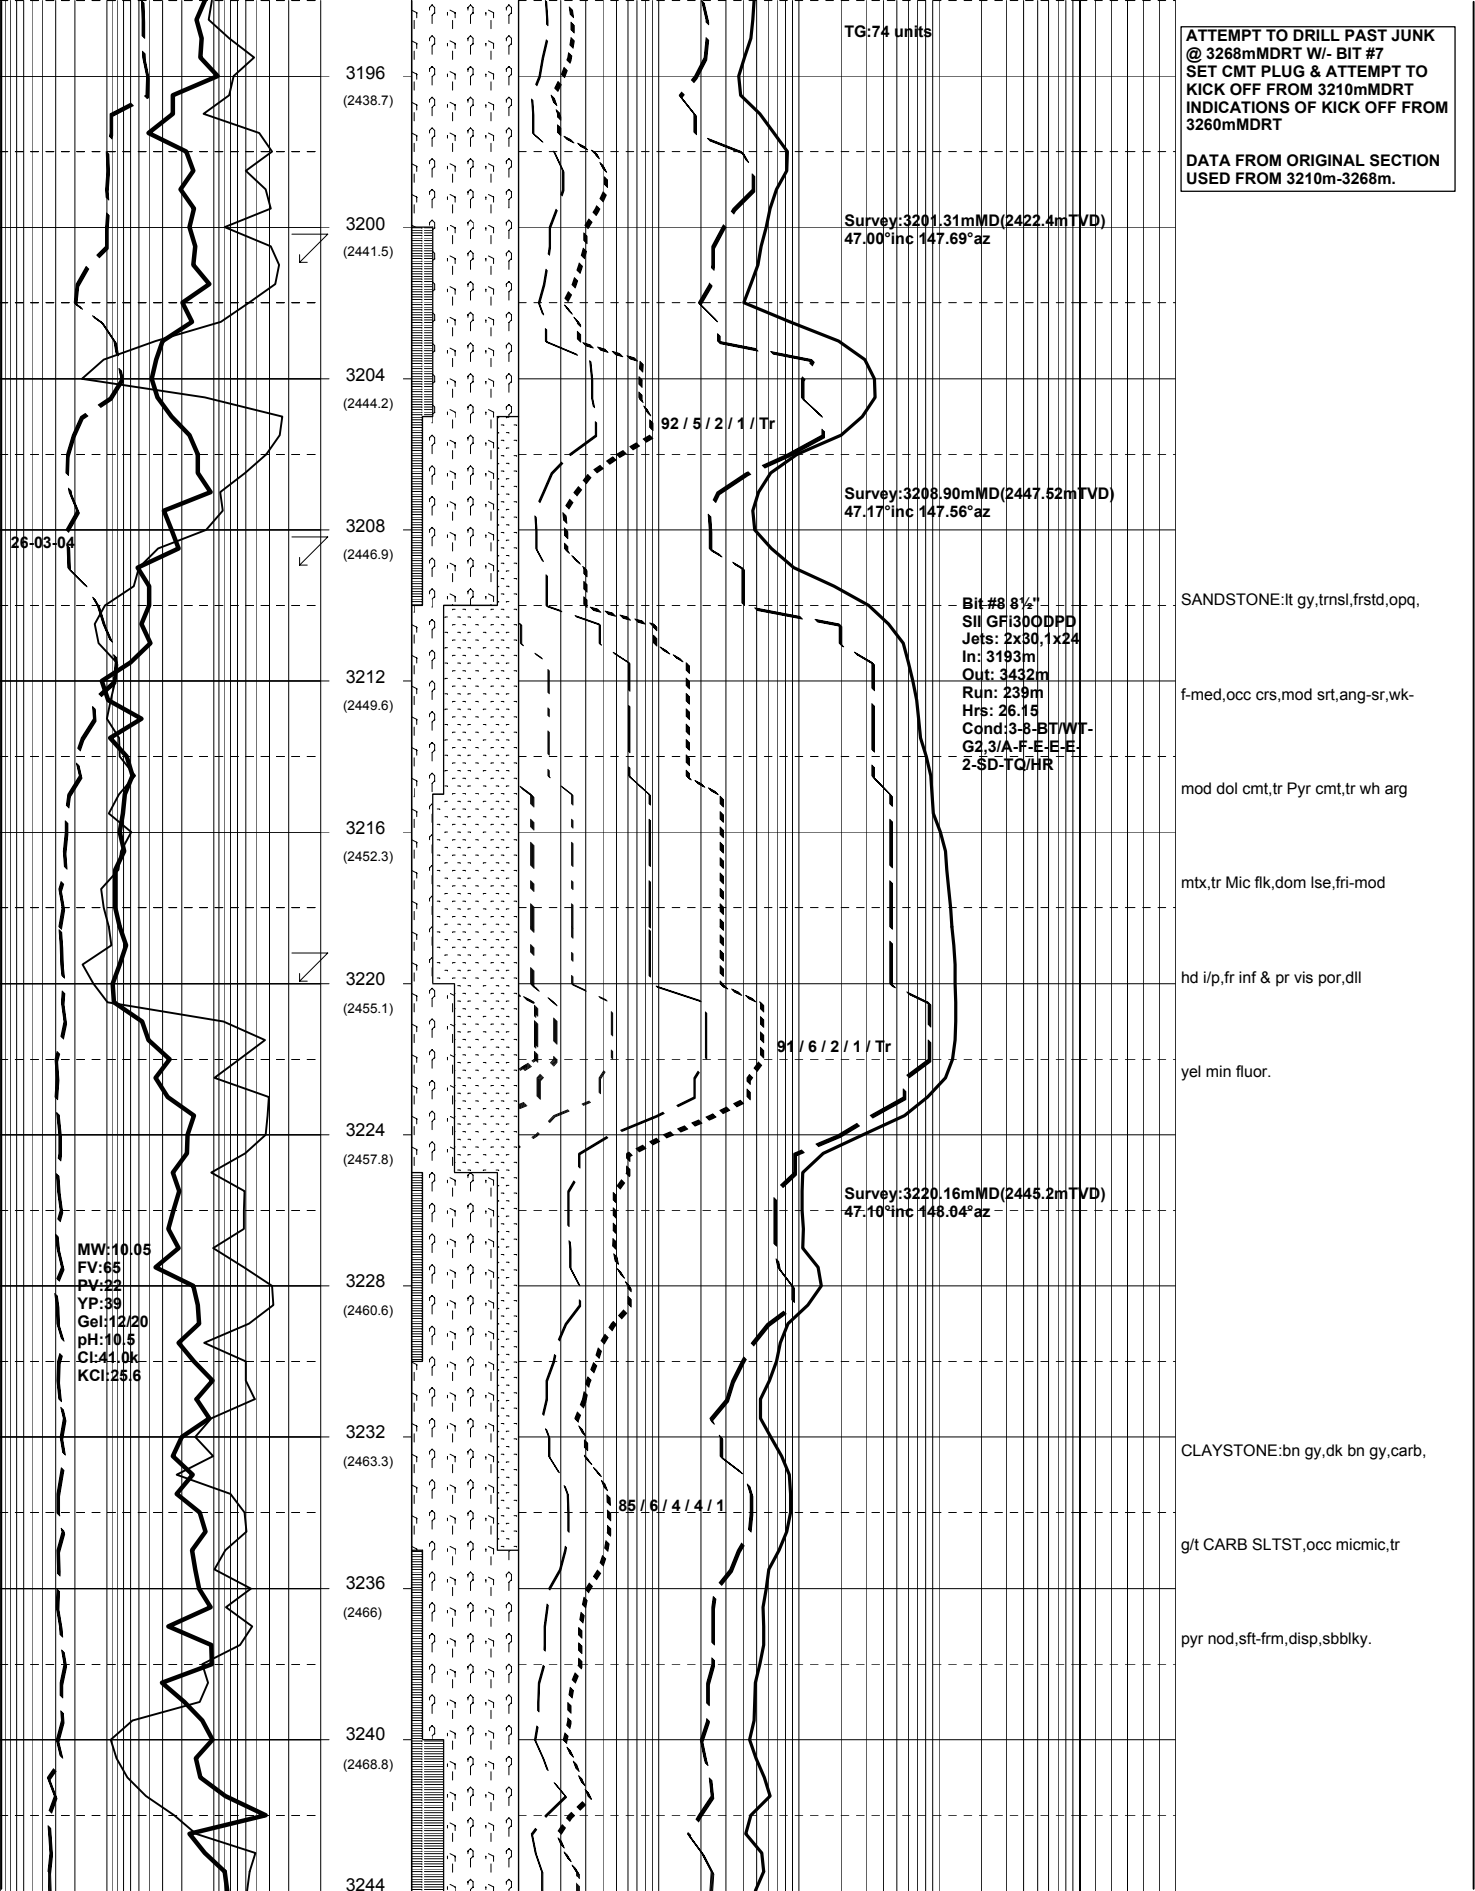 TG:74 units
ATTEMPT TO DRILL PAST JUNK
@ 3268mMDRT W/- BIT #7
SET CMT PLUG & ATTEMPT TO
KICK OFF FROM 3210mMDRT
INDICATIONS OF KICK OFF FROM
3260mMDRT
DATA FROM ORIGINAL SECTION
USED FROM 3210m-3268m.
3196
(2438.7)
Survey:3201.31mMD(2422.4mTVD)
47.00°inc 147.69°az
3200
(2441.5)
3204
(2444.2)
92 / 5 / 2 / 1 / Tr
Survey:3208.90mMD(2447.52mTVD)
47.17°inc 147.56°az
3208
(2446.9)
26-03-04
Bit #8 8½"
SII GFi30ODPD
Jets: 2x30,1x24
In: 3193m
Out: 3432m
Run: 239m
Hrs: 26.15
Cond:3-8-BT/WT-
G2,3/A-F-E-E-E-
2-SD-TQ/HR
SANDSTONE:lt gy,trnsl,frstd,opq,
3212
(2449.6)
f-med,occ crs,mod srt,ang-sr,wk-
mod dol cmt,tr Pyr cmt,tr wh arg
3216
(2452.3)
mtx,tr Mic flk,dom lse,fri-mod
3220
(2455.1)
hd i/p,fr inf & pr vis por,dll
91 / 6 / 2 / 1 / Tr
yel min fluor.
3224
(2457.8)
Survey:3220.16mMD(2445.2mTVD)
47.10°inc 148.04°az
MW:10.05
FV:65
PV:22
YP:39
Gel:12/20
pH:10.5
Cl:41.0k
KCl:25.6
3228
(2460.6)
3232
(2463.3)
CLAYSTONE:bn gy,dk bn gy,carb,
85 / 6 / 4 / 4 / 1
g/t CARB SLTST,occ micmic,tr
3236
(2466)
pyr nod,sft-frm,disp,sbblky.
3240
(2468.8)
3244